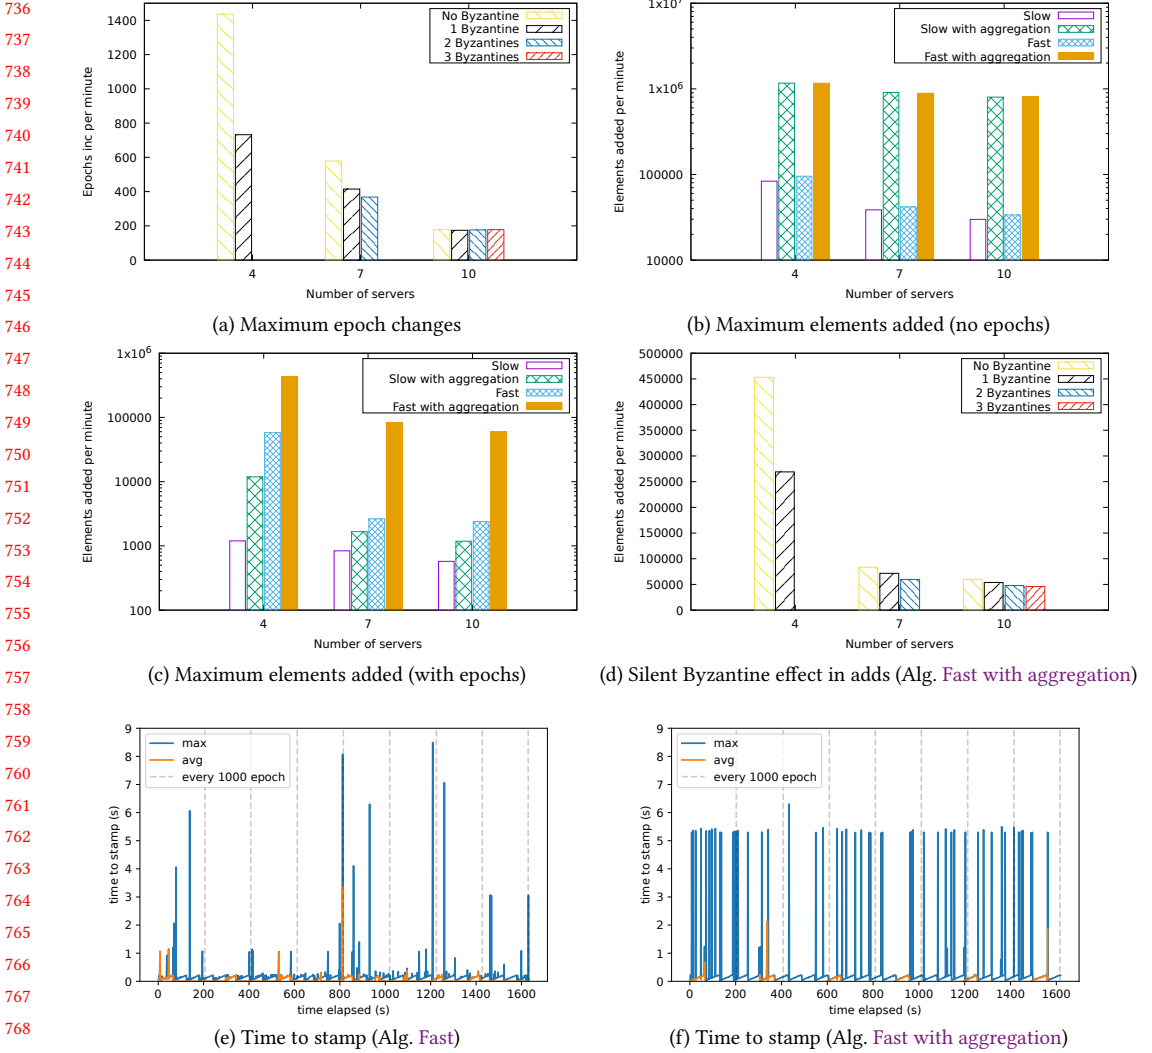 736
737
738
739
740
741
742
743
744
745
746
747
748
749
750
751
752
753
754
755
756
757
758
759
760
761
762
763
764
765
766
767
768
Epochs inc per minute
1400
1200
1000
800
600
400
200
0
No Byzantine
1 Byzantine
2 Byzantines
3 Byzantines
4 7 10
Number of servers
(a) Maximum epoch changes
Elements added per minute
1x10^7
1x10^6
100000
10000
Slow
Slow with aggregation
Fast
Fast with aggregation
4 7 10
Number of servers
(b) Maximum elements added (no epochs)
Elements added per minute
1x10^6
100000
10000
1000
100
Slow
Slow with aggregation
Fast
Fast with aggregation
4 7 10
Number of servers
(c) Maximum elements added (with epochs)
Elements added per minute
500000
450000
400000
350000
300000
250000
200000
150000
100000
50000
0
No Byzantine
1 Byzantine
2 Byzantines
3 Byzantines
4 7 10
Number of servers
(d) Silent Byzantine effect in adds (Alg. Fast with aggregation)
time to stamp (s)
9
8
7
6
5
4
3
2
1
0
max
avg
every 1000 epoch
0 200 400 600 800 1000 1200 1400 1600
time elapsed (s)
(e) Time to stamp (Alg. Fast)
time to stamp (s)
9
8
7
6
5
4
3
2
1
0
max
avg
every 1000 epoch
0 200 400 600 800 1000 1200 1400 1600
time elapsed (s)
(f) Time to stamp (Alg. Fast with aggregation)